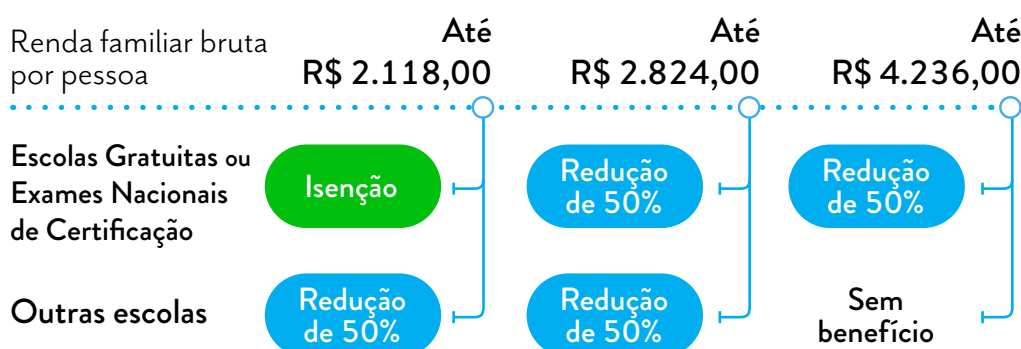 Renda familiar bruta
por pessoa
Até
R$ 2.118,00
Até
R$ 2.824,00
Até
R$ 4.236,00
Escolas Gratuitas ou
Exames Nacionais
de Certificação
Isenção
Redução
de 50%
Redução
de 50%
Outras escolas
Redução
de 50%
Redução
de 50%
Sem
benefício